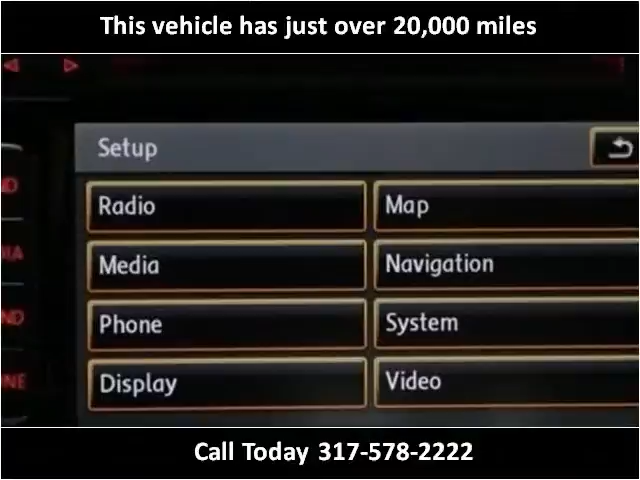 This vehicle has just over 20,000 miles
Setup
Radio
Map
Media
Navigation
Phone
System
Display
Video
Call Today 317-578-2222